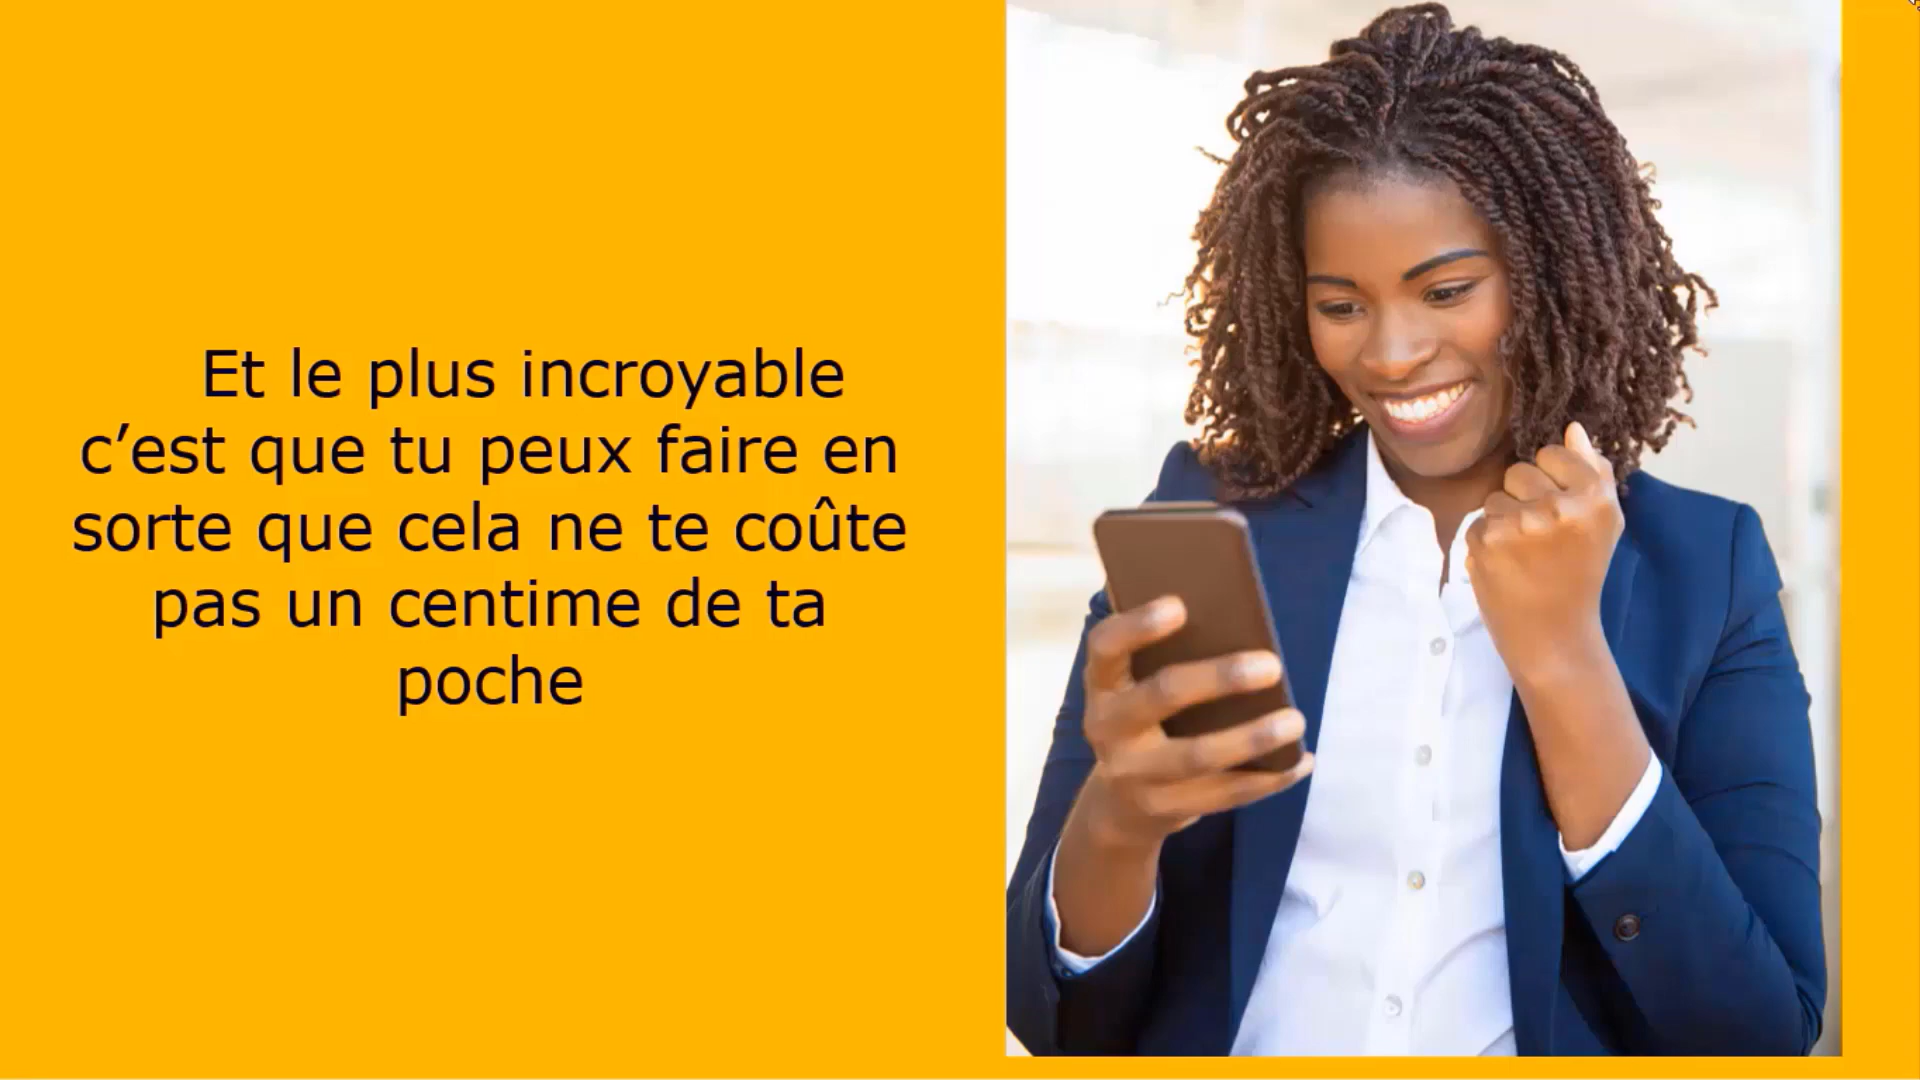 Et le plus incroyable
c’est que tu peux faire en
sorte que cela ne te coûte
pas un centime de ta
poche